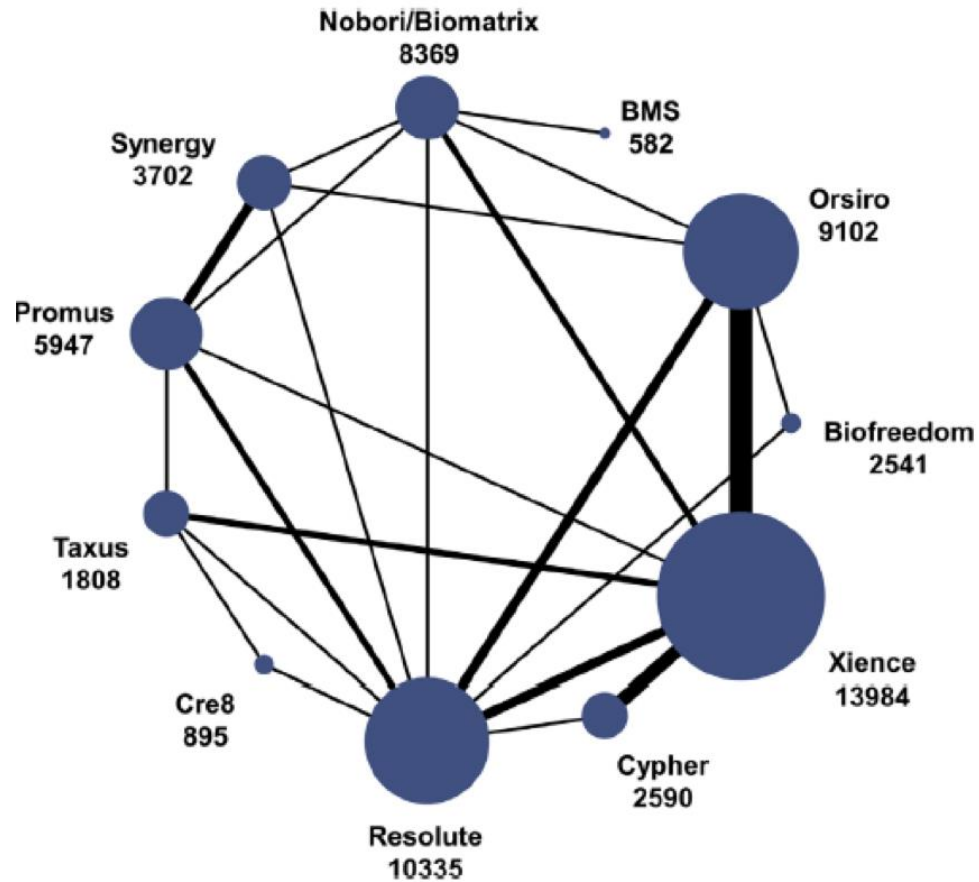 Nobori/Biomatrix
8369
BMS
582
Synergy
3702
Orsiro
9102
Promus
5947
Biofreedom
2541
Taxus
1808
Xience
13984
Cre8
895
Cypher
2590
Resolute
10335